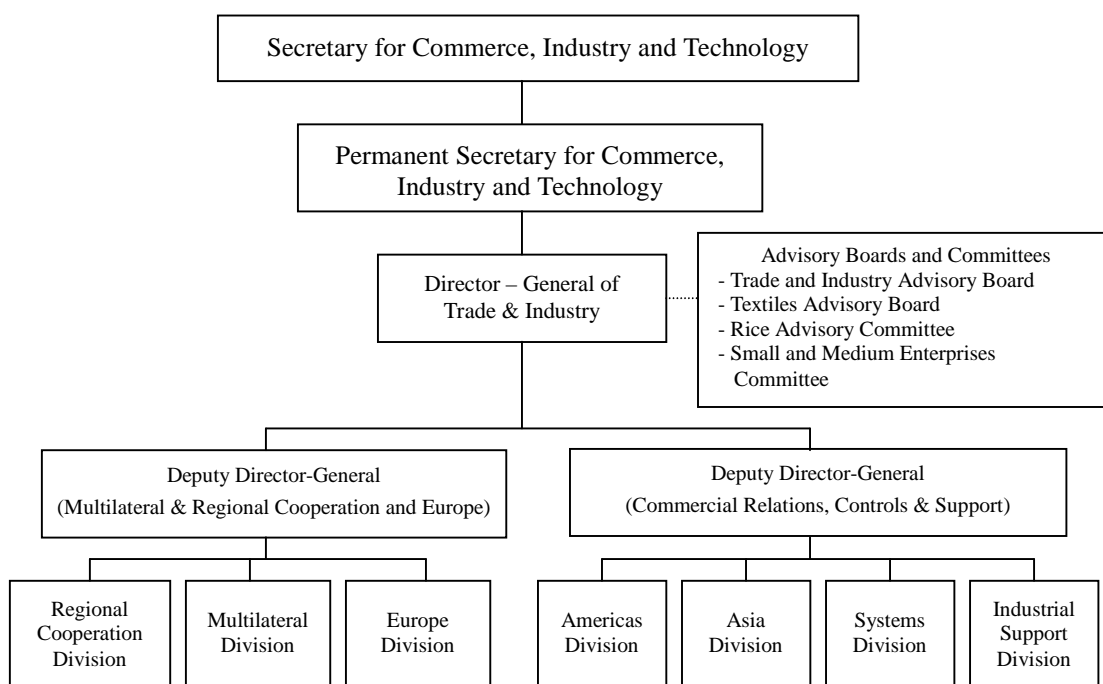 Secretary for Commerce, Industry and Technology
Permanent Secretary for Commerce,
Industry and Technology
Director – General of
Trade & Industry
Advisory Boards and Committees
- Trade and Industry Advisory Board
- Textiles Advisory Board
- Rice Advisory Committee
- Small and Medium Enterprises
Committee
Deputy Director-General
(Multilateral & Regional Cooperation and Europe)
Deputy Director-General
(Commercial Relations, Controls & Support)
Regional
Cooperation
Division
Multilateral
Division
Europe
Division
Americas
Division
Asia
Division
Systems
Division
Industrial
Support
Division